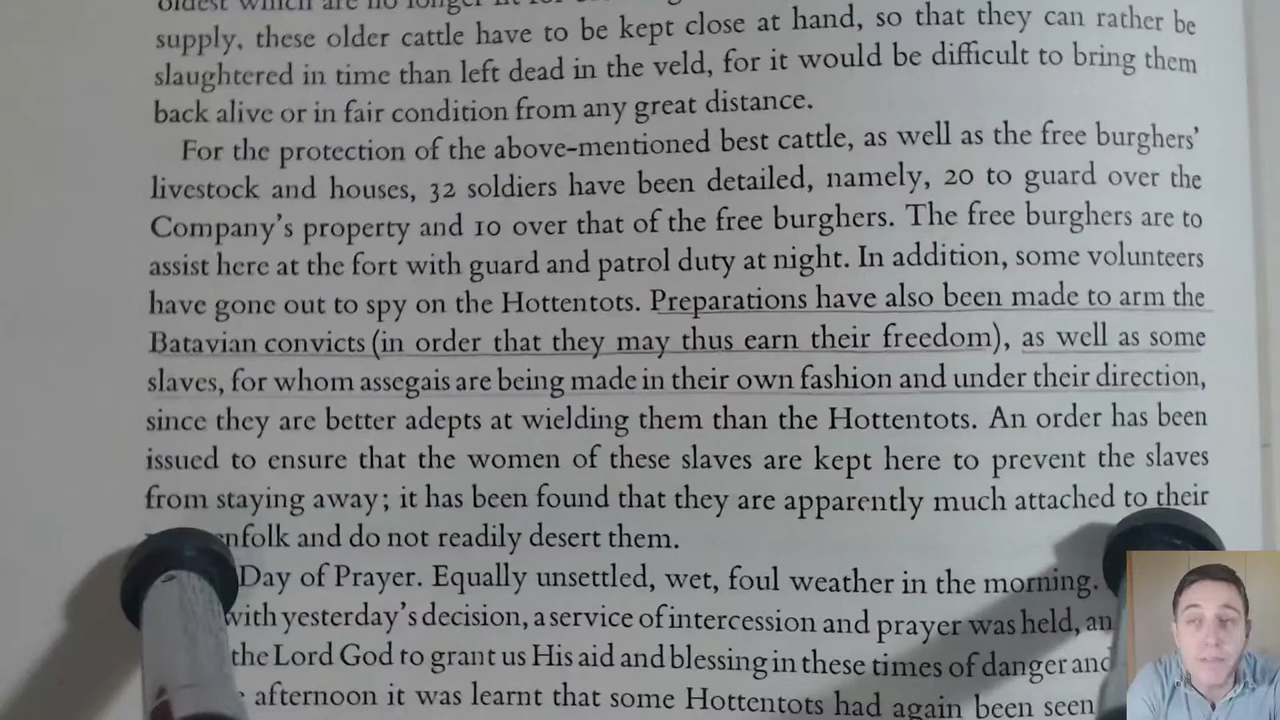 oldest which are no longer
supply, these older cattle have to be kept close at hand, so that they can rather be
slaughtered in time than left dead in the veld, for it would be difficult to bring them
back alive or in fair condition from any great distance.
For the protection of the above-mentioned best cattle, as well as the free burghers'
livestock and houses, 32 soldiers have been detailed, namely, 20 to guard over the
Company's property and 10 over that of the free burghers. The free burghers are to
assist here at the fort with guard and patrol duty at night. In addition, some volunteers
have gone out to spy on the Hottentots. Preparations have also been made to arm the
Batavian convicts (in order that they may thus earn their freedom), as well as some
slaves, for whom assegais are being made in their own fashion and under their direction,
since they are better adepts at wielding them than the Hottentots. An order has been
issued to ensure that the women of these slaves are kept here to prevent the slaves
from staying away; it has been found that they are apparently much attached to their
nfolk and do not readily desert them.
Day of Prayer. Equally unsettled, wet, foul weather in the morning.
with yesterday's decision, a service of intercession and prayer was held, an
the Lord God to grant us His aid and blessing in these times of danger and
afternoon it was learnt that some Hottentots had again been seen